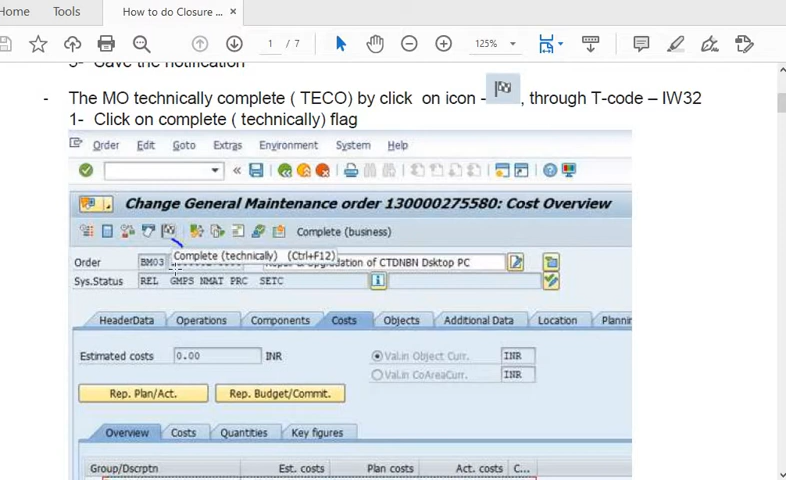 Home Tools How to do Closure ... ×
1 / 7 125%
3- Save the notification
- The MO technically complete ( TECO) by click on icon - , through T-code – IW32
1- Click on complete ( technically) flag
Order Edit Goto Extras Environment System Help
Change General Maintenance order 130000275580: Cost Overview
Complete (business)
Complete (technically) (Ctrl+F12)
Order BM03 Repair & Upgradation of CTDNBN Dsktop PC
Sys.Status REL GMPS NMAT PRC SETC
HeaderData Operations Components Costs Objects Additional Data Location Plannin
Estimated costs 0.00 INR Val.in Object Curr. INR
Val.in CoAreaCurr. INR
Rep. Plan/Act. Rep. Budget/Commit.
Overview Costs Quantities Key figures
Group/Dscrptn Est. costs Plan costs Act. costs C...